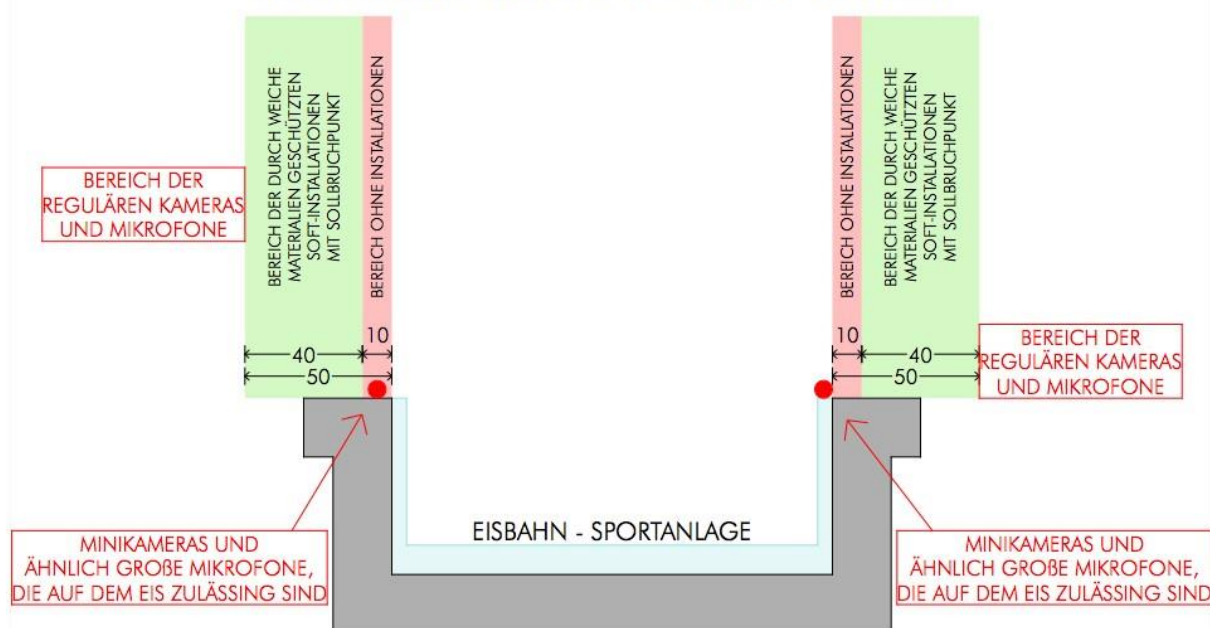 BEREICH DER DURCH WEICHE
MATERIALIEN GESCHÜTZTEN
SOFT-INSTALLATIONEN
MIT SOLLBRUCHPUNKT
BEREICH OHNE INSTALLATIONEN
BEREICH OHNE INSTALLATIONEN
BEREICH DER DURCH WEICHE
MATERIALIEN GESCHÜTZTEN
SOFT-INSTALLATIONEN
MIT SOLLBRUCHPUNKT
BEREICH DER
REGULÄREN KAMERAS
UND MIKROFONE
40
10
50
10
40
50
BEREICH DER
REGULÄREN KAMERAS
UND MIKROFONE
EISBAHN - SPORTANLAGE
MINIKAMERAS UND
ÄHNLICH GROẞE MIKROFONE,
DIE AUF DEM EIS ZULÄSSING SIND
MINIKAMERAS UND
ÄHNLICH GROẞE MIKROFONE,
DIE AUF DEM EIS ZULÄSSING SIND